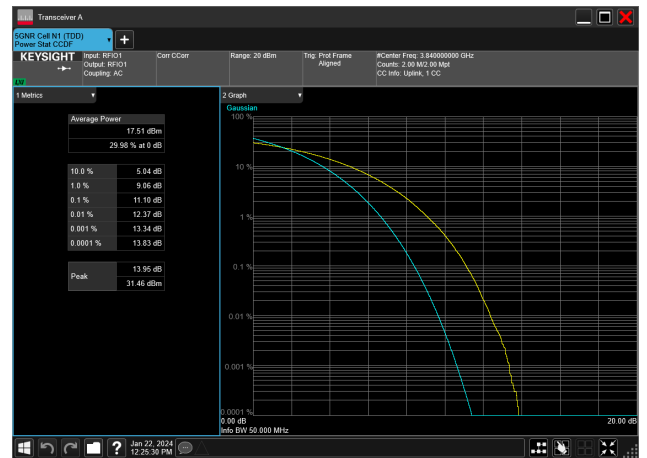 Transceiver A
5GNR Cell N1 (TDD)
Power Stat CCDF
KEYSIGHT
LXI
Input: RFIO1
Output: RFIO1
Coupling: AC
Corr CCorr
Range: 20 dBm
Trig: Prot Frame
Aligned
#Center Freq: 3.840000000 GHz
Counts: 2.00 M/2.00 Mpt
CC Info: Uplink, 1 CC
1 Metrics
Average Power
17.51 dBm
29.98 % at 0 dB
10.0 % 5.04 dB
1.0 % 9.06 dB
0.1 % 11.10 dB
0.01 % 12.37 dB
0.001 % 13.34 dB
0.0001 % 13.83 dB
Peak
13.95 dB
31.46 dBm
2 Graph
Gaussian
100 %
10 %
1 %
0.1 %
0.01 %
0.001 %
0.0001 %
0.00 dB
20.00 dB
Info BW 50.000 MHz
Jan 22, 2024
12:25:30 PM